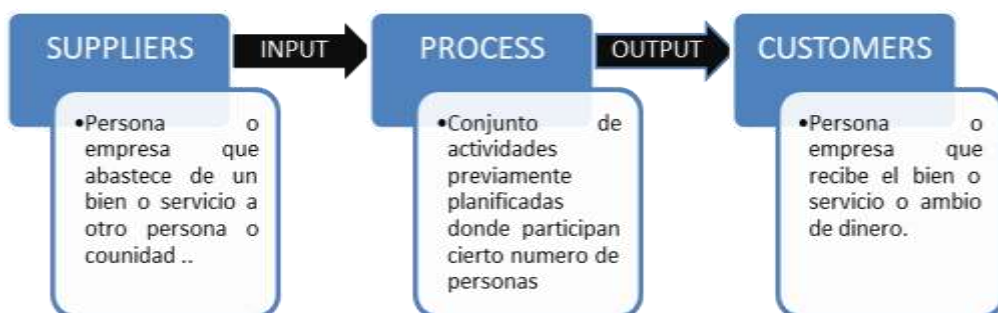 SUPPLIERS
INPUT
PROCESS
OUTPUT
CUSTOMERS
•Persona o
empresa que
abastece de un
bien o servicio a
otro persona o
counidad ..
•Conjunto de
actividades
previamente
planificadas
donde participan
cierto numero de
personas
•Persona o
empresa que
recibe el bien o
servicio o ambio
de dinero.